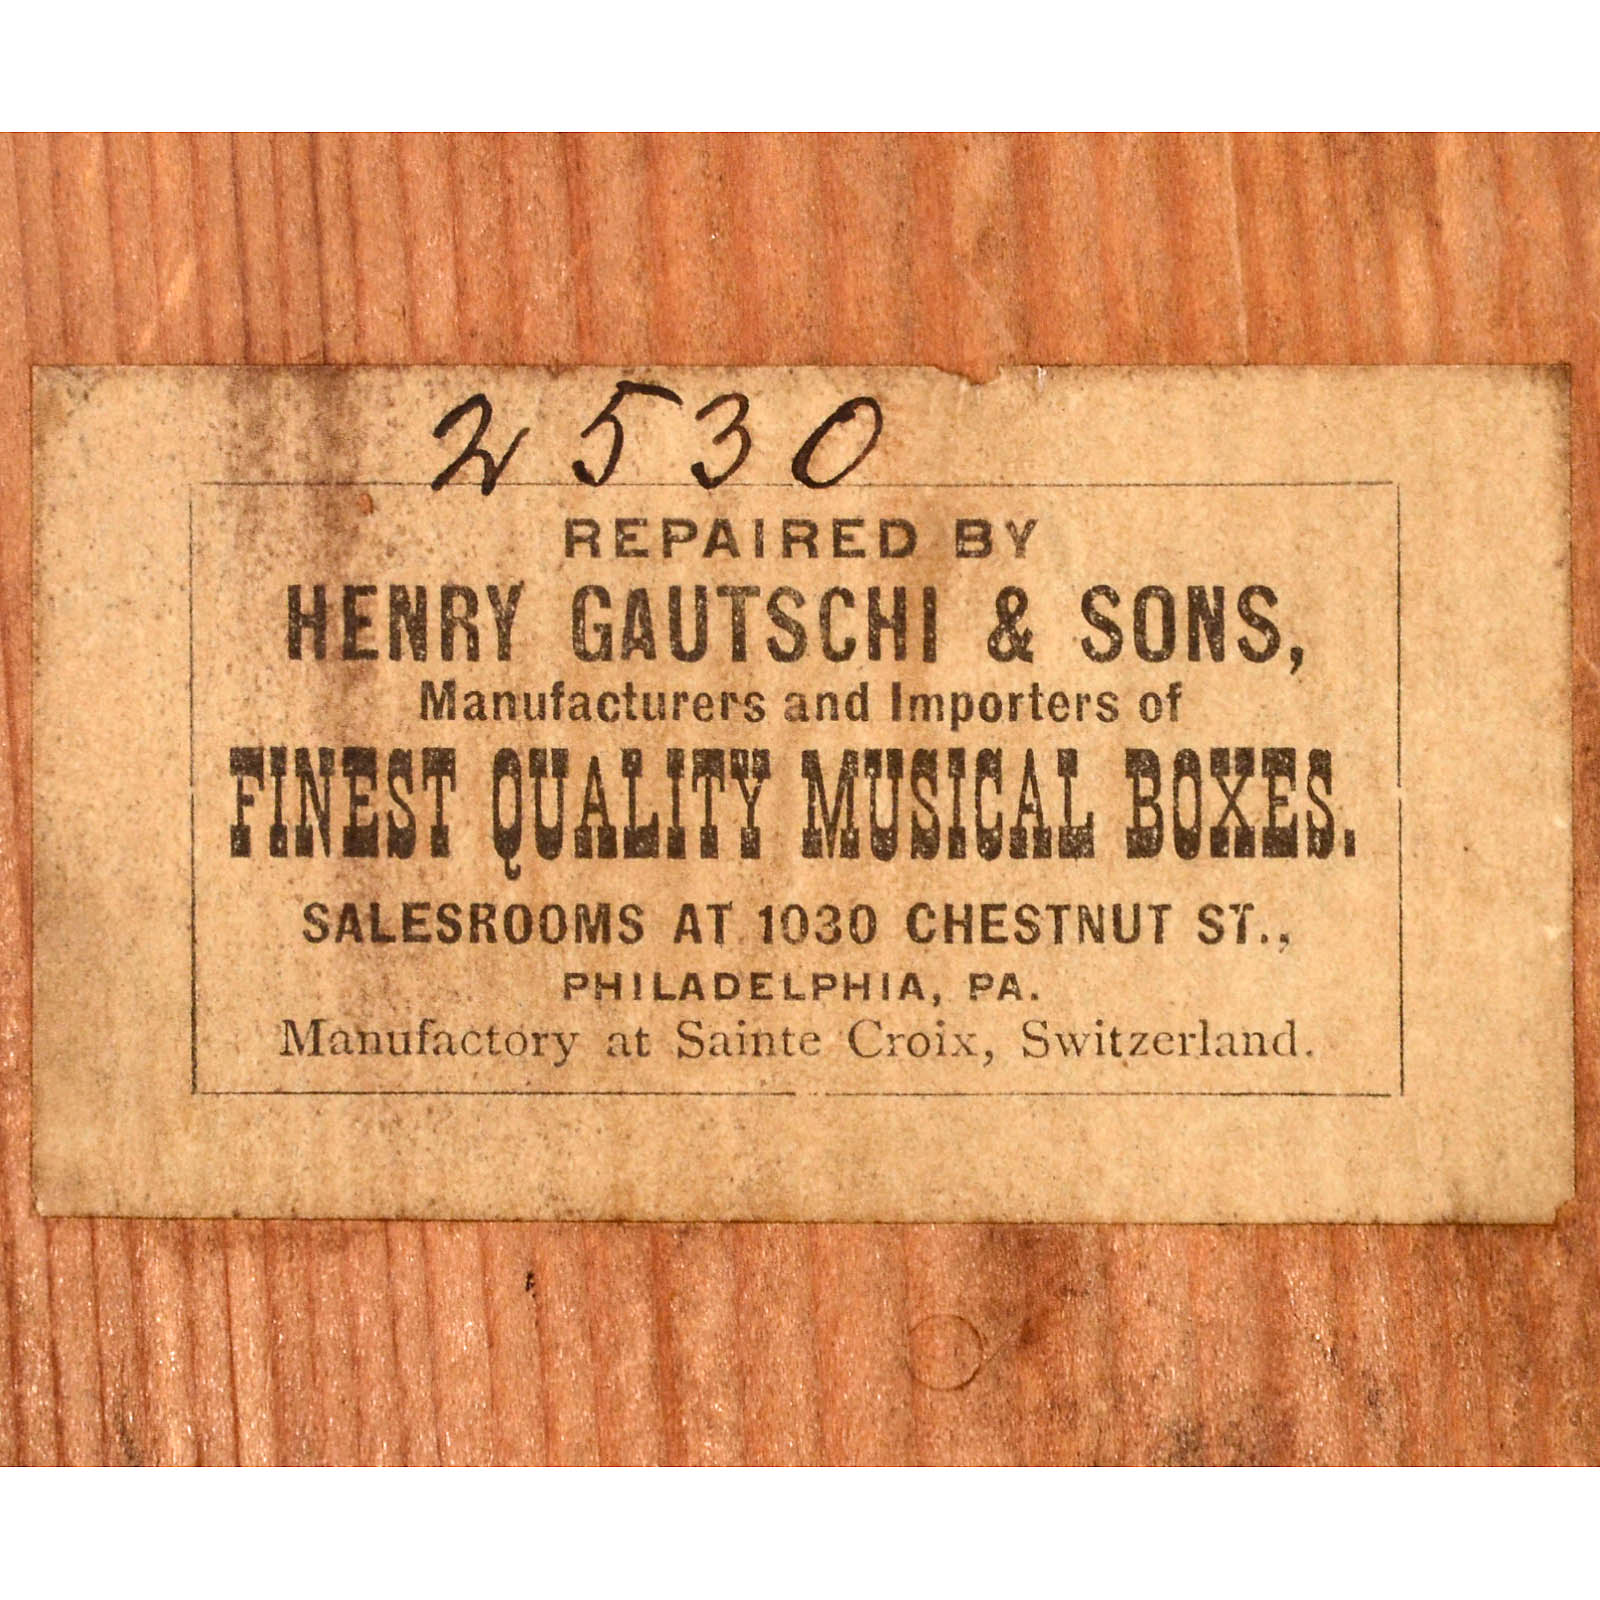 2530
REPAIRED BY
HENRY GAUTSCHI & SONS,
Manufacturers and Importers of
FINEST QUALITY MUSICAL BOXES.
SALESROOMS AT 1030 CHESTNUT ST.,
PHILADELPHIA, PA.
Manufactory at Sainte Croix, Switzerland.